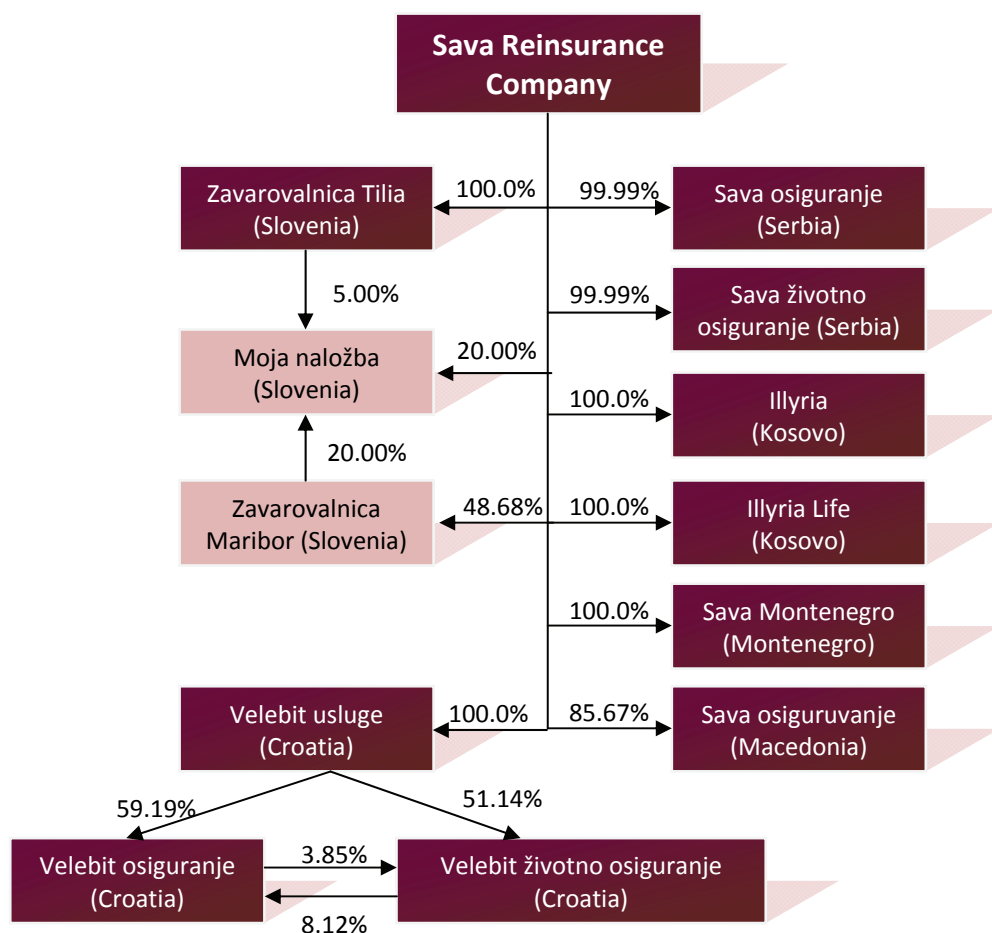 Sava Reinsurance
Company
Zavarovalnica Tilia
(Slovenia)
100.0%
99.99%
Sava osiguranje
(Serbia)
5.00%
99.99%
Sava životno
osiguranje (Serbia)
Moja naložba
(Slovenia)
20.00%
100.0%
Illyria
(Kosovo)
20.00%
Zavarovalnica
Maribor (Slovenia)
48.68%
100.0%
Illyria Life
(Kosovo)
100.0%
Sava Montenegro
(Montenegro)
Velebit usluge
(Croatia)
100.0%
85.67%
Sava osiguruvanje
(Macedonia)
59.19%
51.14%
Velebit osiguranje
(Croatia)
3.85%
8.12%
Velebit životno osiguranje
(Croatia)